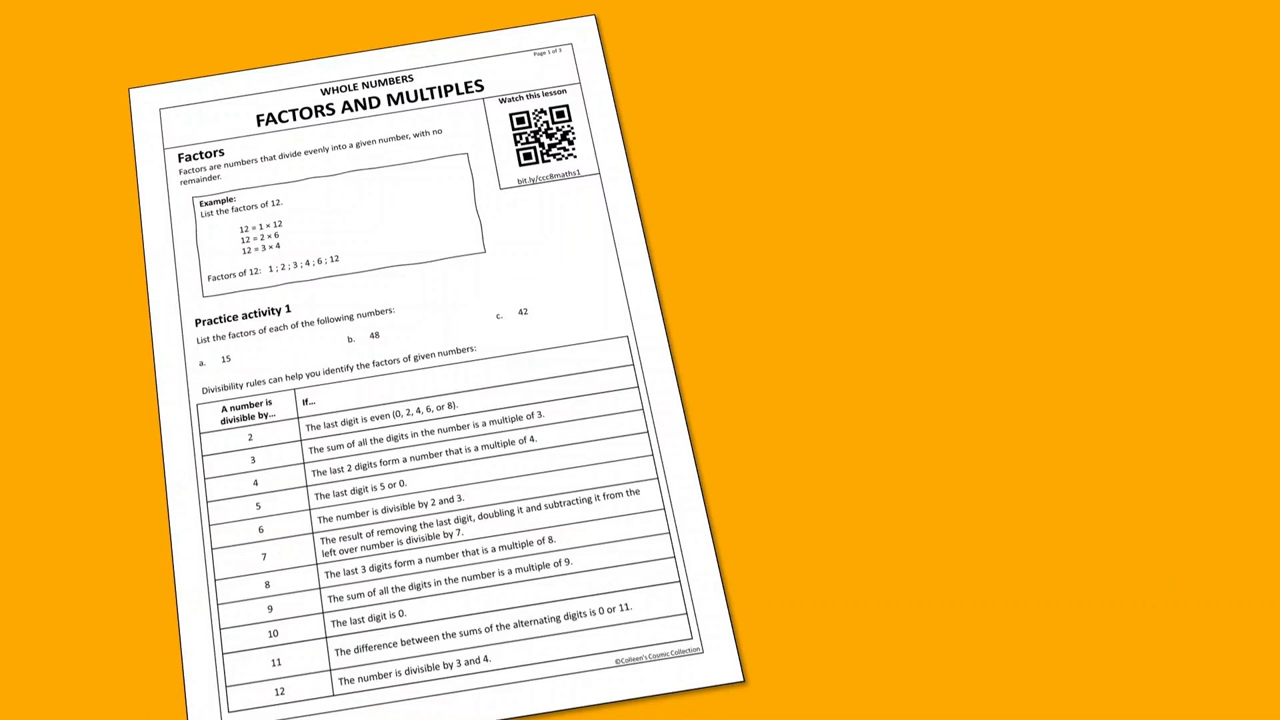 Page 1 of 3
WHOLE NUMBERS
FACTORS AND MULTIPLES
Watch this lesson
bit.ly/ccc8maths1
Factors
Factors are numbers that divide evenly into a given number, with no
remainder.
Example:
List the factors of 12.
12 = 1 × 12
12 = 2 × 6
12 = 3 × 4
Factors of 12: 1 ; 2 ; 3 ; 4 ; 6 ; 12
Practice activity 1
List the factors of each of the following numbers:
a. 15 b. 48 c. 42
Divisibility rules can help you identify the factors of given numbers:
A number is
divisible by...
If...
2 The last digit is even (0, 2, 4, 6, or 8).
3 The sum of all the digits in the number is a multiple of 3.
4 The last 2 digits form a number that is a multiple of 4.
5 The last digit is 5 or 0.
6 The number is divisible by 2 and 3.
7 The result of removing the last digit, doubling it and subtracting it from the
left over number is divisible by 7.
8 The last 3 digits form a number that is a multiple of 8.
9 The sum of all the digits in the number is a multiple of 9.
10 The last digit is 0.
11 The difference between the sums of the alternating digits is 0 or 11.
12 The number is divisible by 3 and 4.
©Colleen's Cosmic Collection